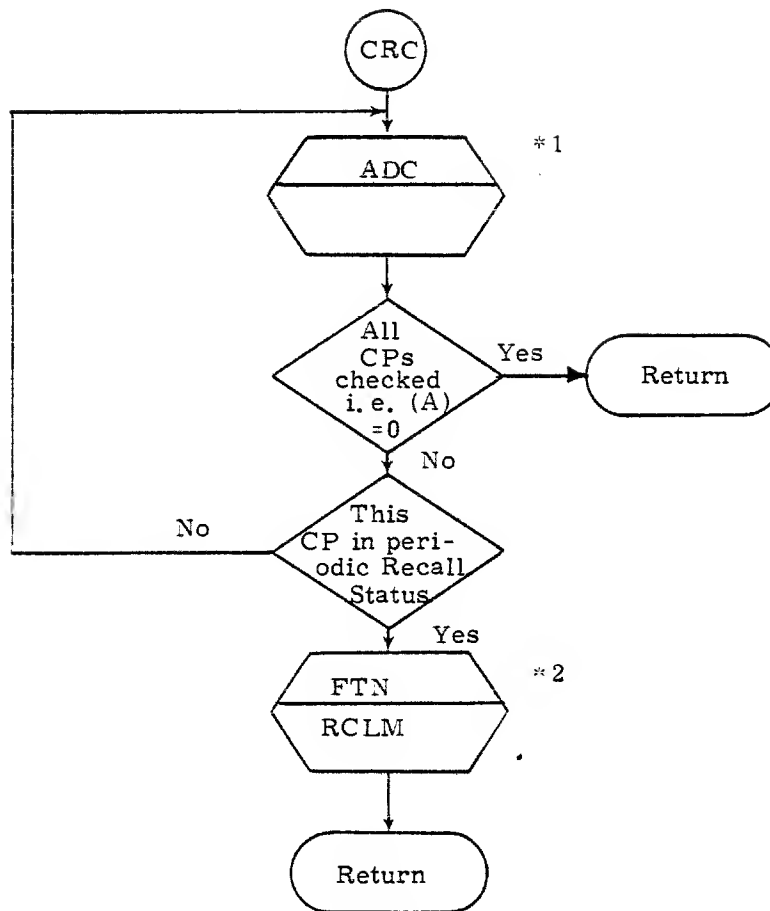 CRC
*1
ADC
All
CPs
checked
i. e. (A)
=0
Yes
Return
No
No
This
CP in peri-
odic Recall
Status
Yes
*2
FTN
RCLM
Return